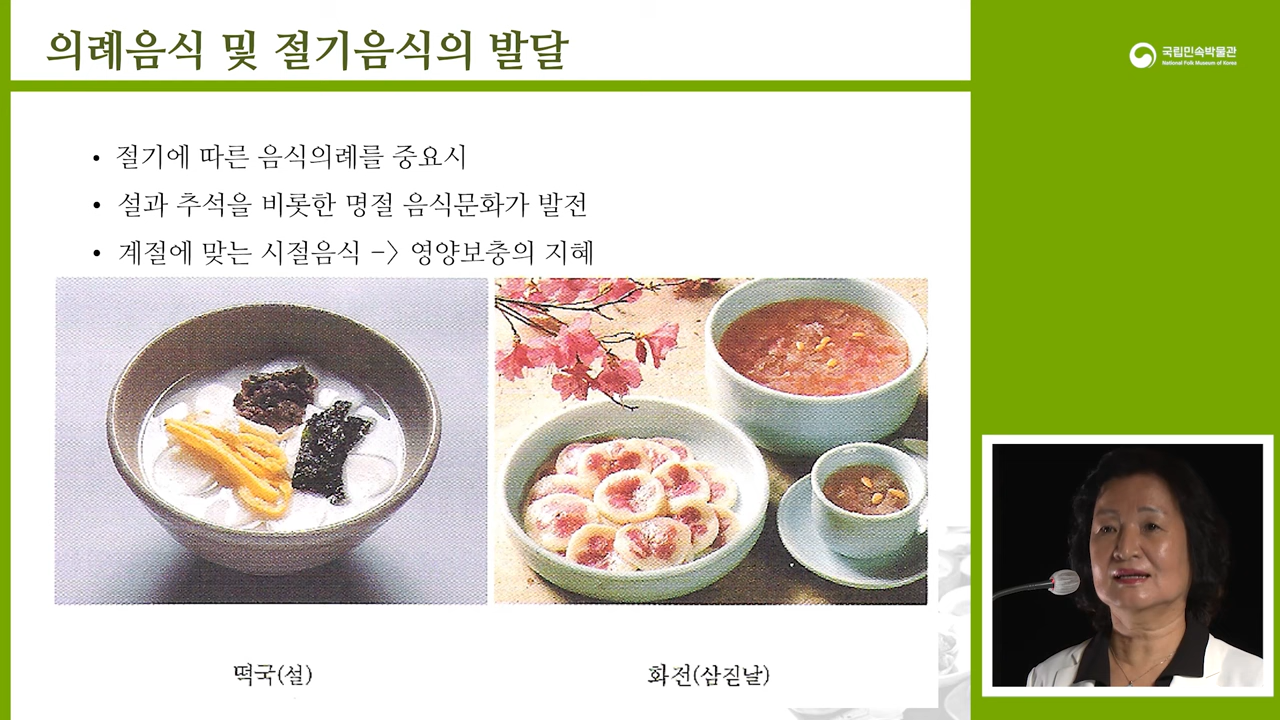 의례음식 및 절기음식의 발달
국립민속박물관
National Folk Museum of Korea
• 절기에 따른 음식의례를 중요시
• 설과 추석을 비롯한 명절 음식문화가 발전
• 계절에 맞는 시절음식 -> 영양보충의 지혜
떡국(설)
화전(삼짇날)